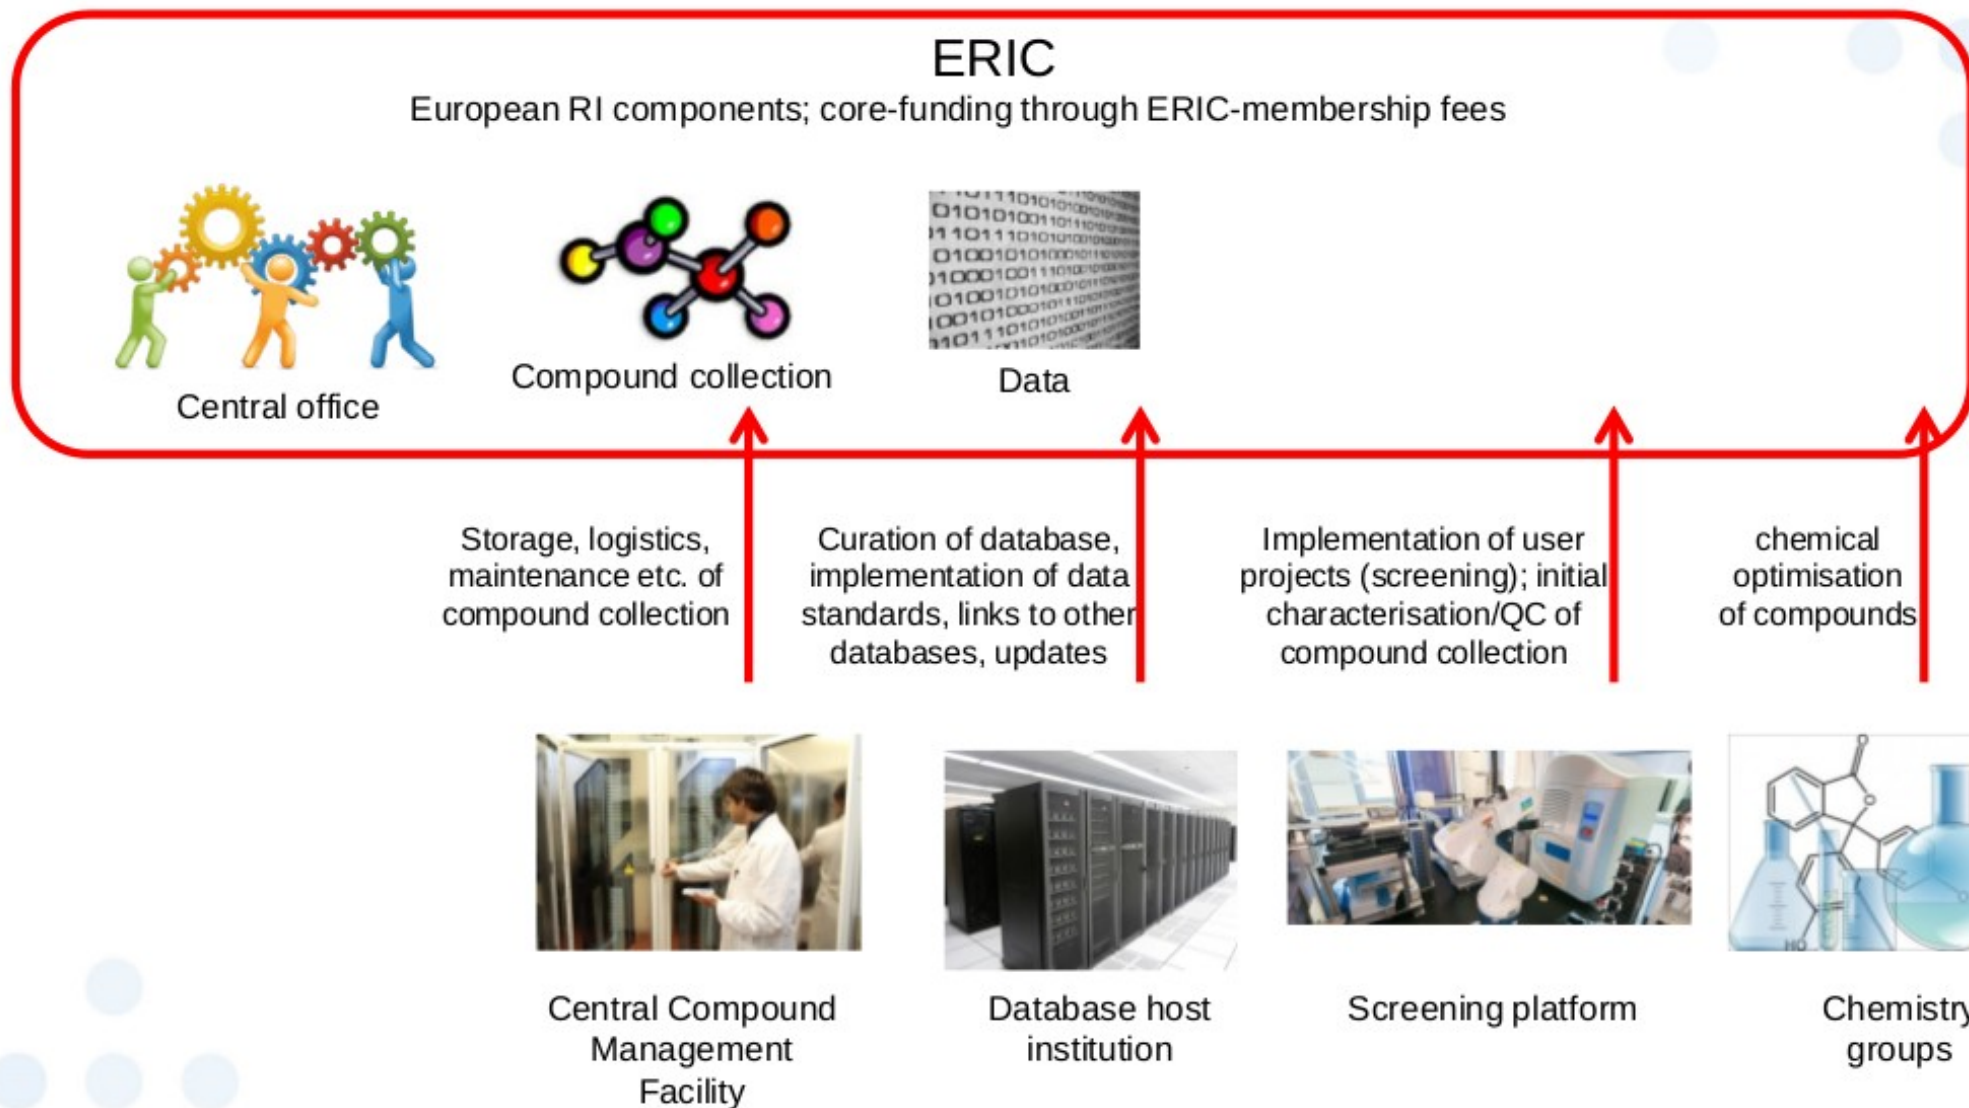 ERIC
European RI components; core-funding through ERIC-membership fees
Central office
Compound collection
Data
Storage, logistics,
maintenance etc. of
compound collection
Curation of database,
implementation of data
standards, links to other
databases, updates
Implementation of user
projects (screening); initial
characterisation/QC of
compound collection
chemical
optimisation
of compounds
Central Compound
Management
Facility
Database host
institution
Screening platform
Chemistry
groups